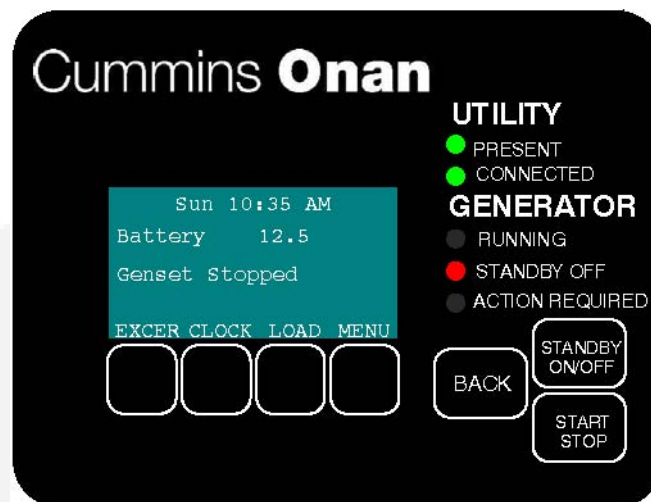 Cummins Onan
UTILITY
PRESENT
CONNECTED
Sun 10:35 AM
Battery 12.5
Genset Stopped
EXCER CLOCK LOAD MENU
GENERATOR
RUNNING
STANDBY OFF
ACTION REQUIRED
BACK
STANDBY
ON/OFF
START
STOP